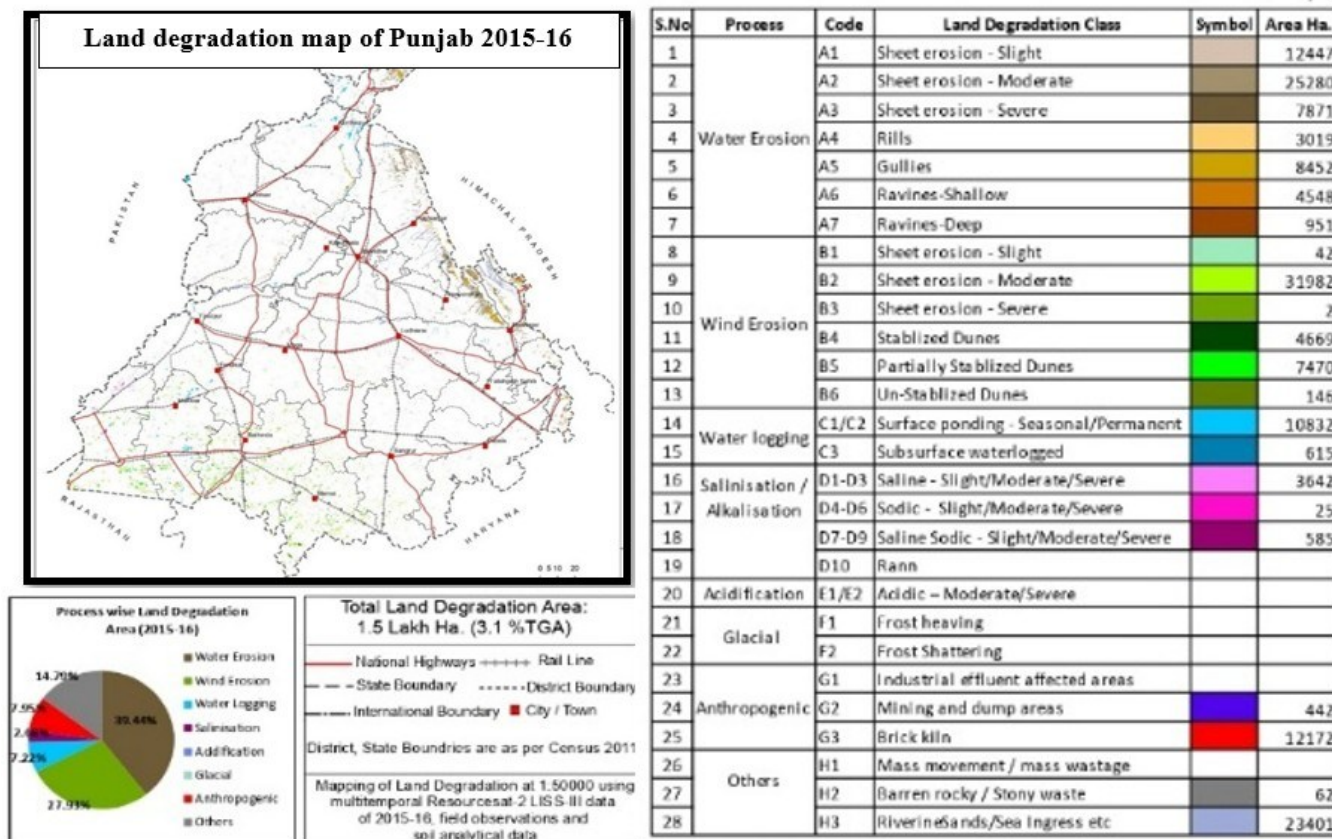 Land degradation map of Punjab 2015-16
PAKISTAN
HIMACHAL PRADESH
RAJASTHAN
HARYANA
Ludhiana
Sangrur
0 5 10 20
Process wise Land Degradation
Area (2015-16)
14.79%
7.95%
7.22%
27.93%
39.44%
Water Erosion
Wind Erosion
Water Logging
Salinisation
Acidification
Glacial
Anthropogenic
Others
Total Land Degradation Area:
1.5 Lakh Ha. (3.1 %TGA)
National Highways Rail Line
State Boundary District Boundary
International Boundary City / Town
District, State Boundries are as per Census 2011
Mapping of Land Degradation at 1:50000 using
multitemporal Resourcesat-2 LISS-III data
of 2015-16, field observations and
soil analytical data
S.No Process Code Land Degradation Class Symbol Area Ha.
1 A1 Sheet erosion - Slight 12447
2 A2 Sheet erosion - Moderate 25280
3 A3 Sheet erosion - Severe 7871
4 Water Erosion A4 Rills 3019
5 A5 Gullies 8452
6 A6 Ravines-Shallow 4548
7 A7 Ravines-Deep 951
8 B1 Sheet erosion - Slight 42
9 B2 Sheet erosion - Moderate 31982
10 B3 Sheet erosion - Severe 2
Wind Erosion
11 B4 Stablized Dunes 4669
12 B5 Partially Stablized Dunes 7470
13 B6 Un-Stablized Dunes 146
14 C1/C2 Surface ponding - Seasonal/Permanent 10832
Water logging
15 C3 Subsurface waterlogged 615
16 Salinisation / D1-D3 Saline - Slight/Moderate/Severe 3642
17 Alkalisation D4-D6 Sodic - Slight/Moderate/Severe 25
18 D7-D9 Saline Sodic - Slight/Moderate/Severe 585
19 D10 Rann
20 Acidification E1/E2 Acidic – Moderate/Severe
21 F1 Frost heaving
Glacial
22 F2 Frost Shattering
23 G1 Industrial effluent affected areas
24 Anthropogenic G2 Mining and dump areas 442
25 G3 Brick kiln 12172
26 H1 Mass movement / mass wastage
Others
27 H2 Barren rocky / Stony waste 62
28 H3 RiverineSands/Sea Ingress etc 23401